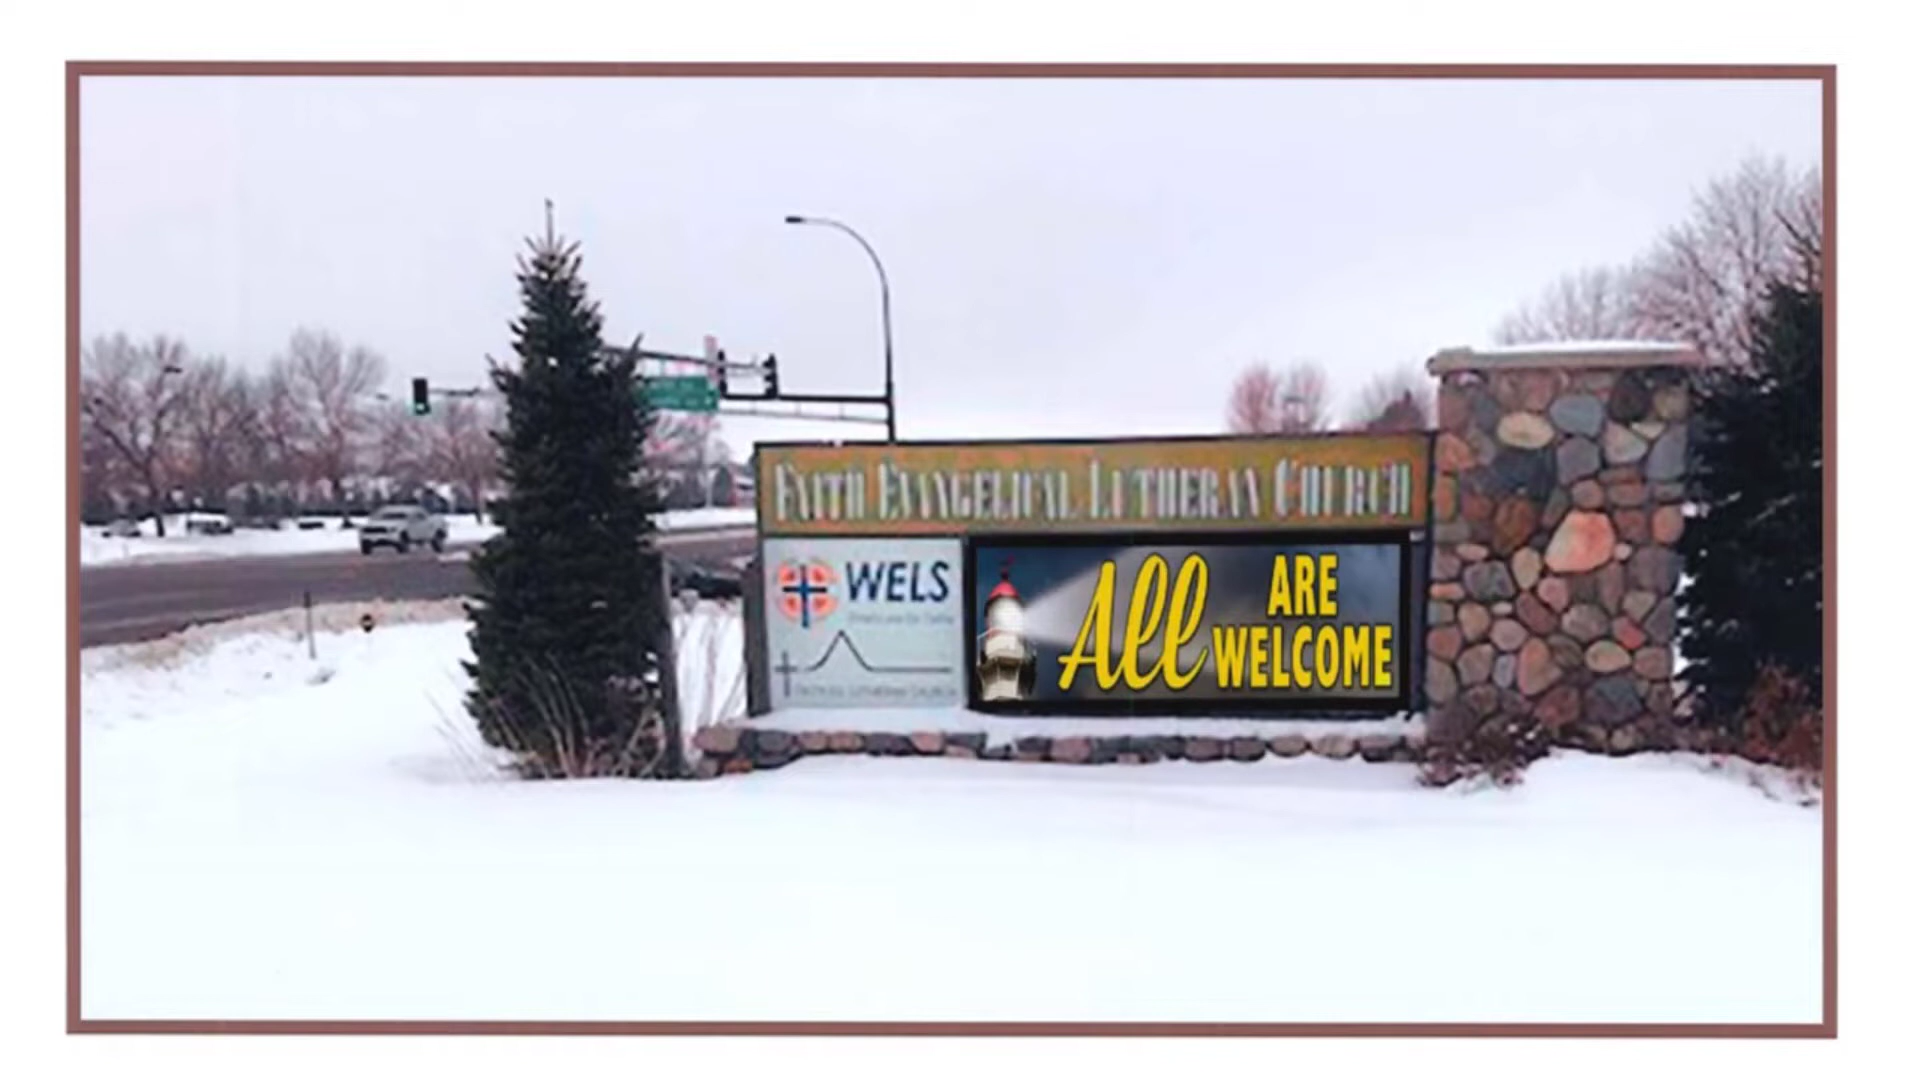 FAITH EVANGELICAL LUTHERAN CHURCH
WELS
All ARE
WELCOME